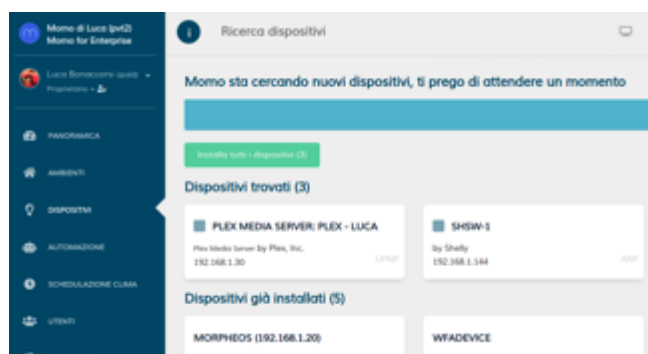 Momo di Luca (pvt2)
Momo for Enterprise
Luca Bonaccorsi
Proprietario
PANORAMICA
AMBIENTI
DISPOSITIVI
AUTOMAZIONE
SCHEDULAZIONE CLIMA
UTENTI
Ricerca dispositivi
Momo sta cercando nuovi dispositivi, ti prego di attendere un momento
Installa tutti i dispositivi (3)
Dispositivi trovati (3)
PLEX MEDIA SERVER: PLEX - LUCA
Plex Media Server by Plex, Inc.
192.168.1.30
UPNP
SHSW-1
by Shelly
192.168.1.144
ARP
Dispositivi già installati (5)
MORPHEOS (192.168.1.20)
WFADEVICE